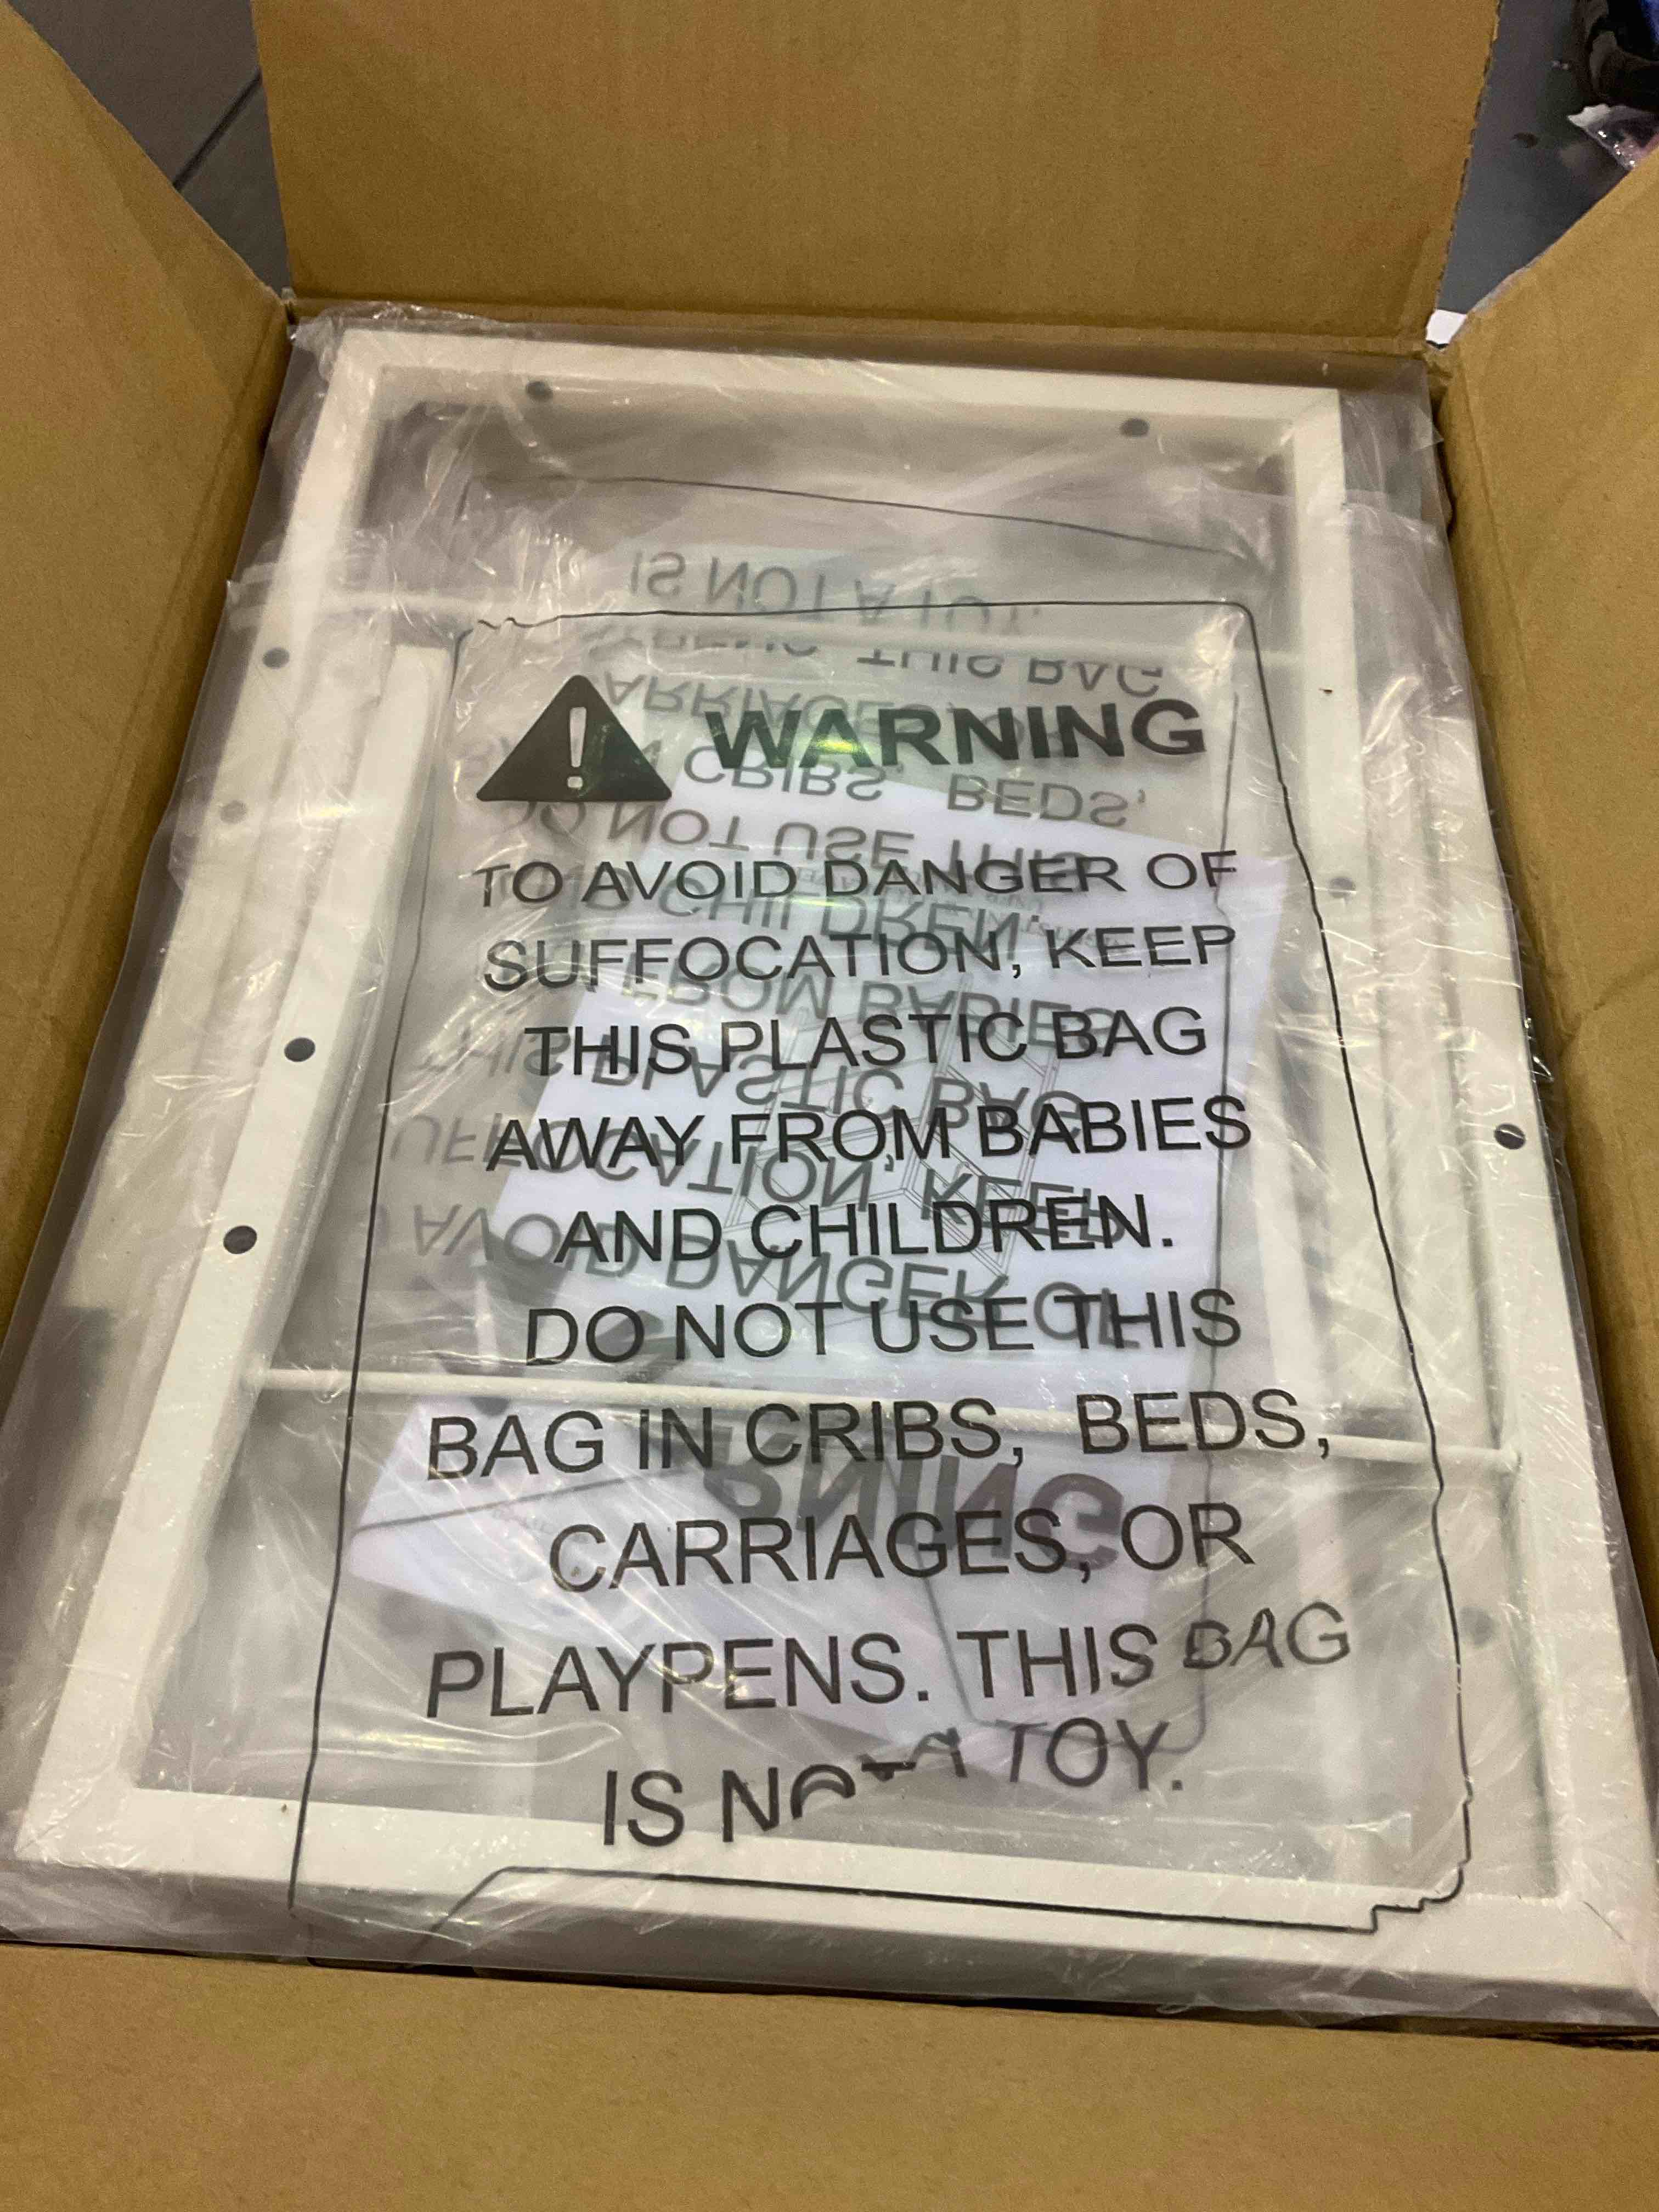 WARNING
TO AVOID DANGER OF
SUFFOCATION, KEEP
THIS PLASTIC BAG
AWAY FROM BABIES
AND CHILDREN.
DO NOT USE THIS
BAG IN CRIBS, BEDS,
CARRIAGES, OR
PLAYPENS. THIS BAG
IS NOT A TOY.